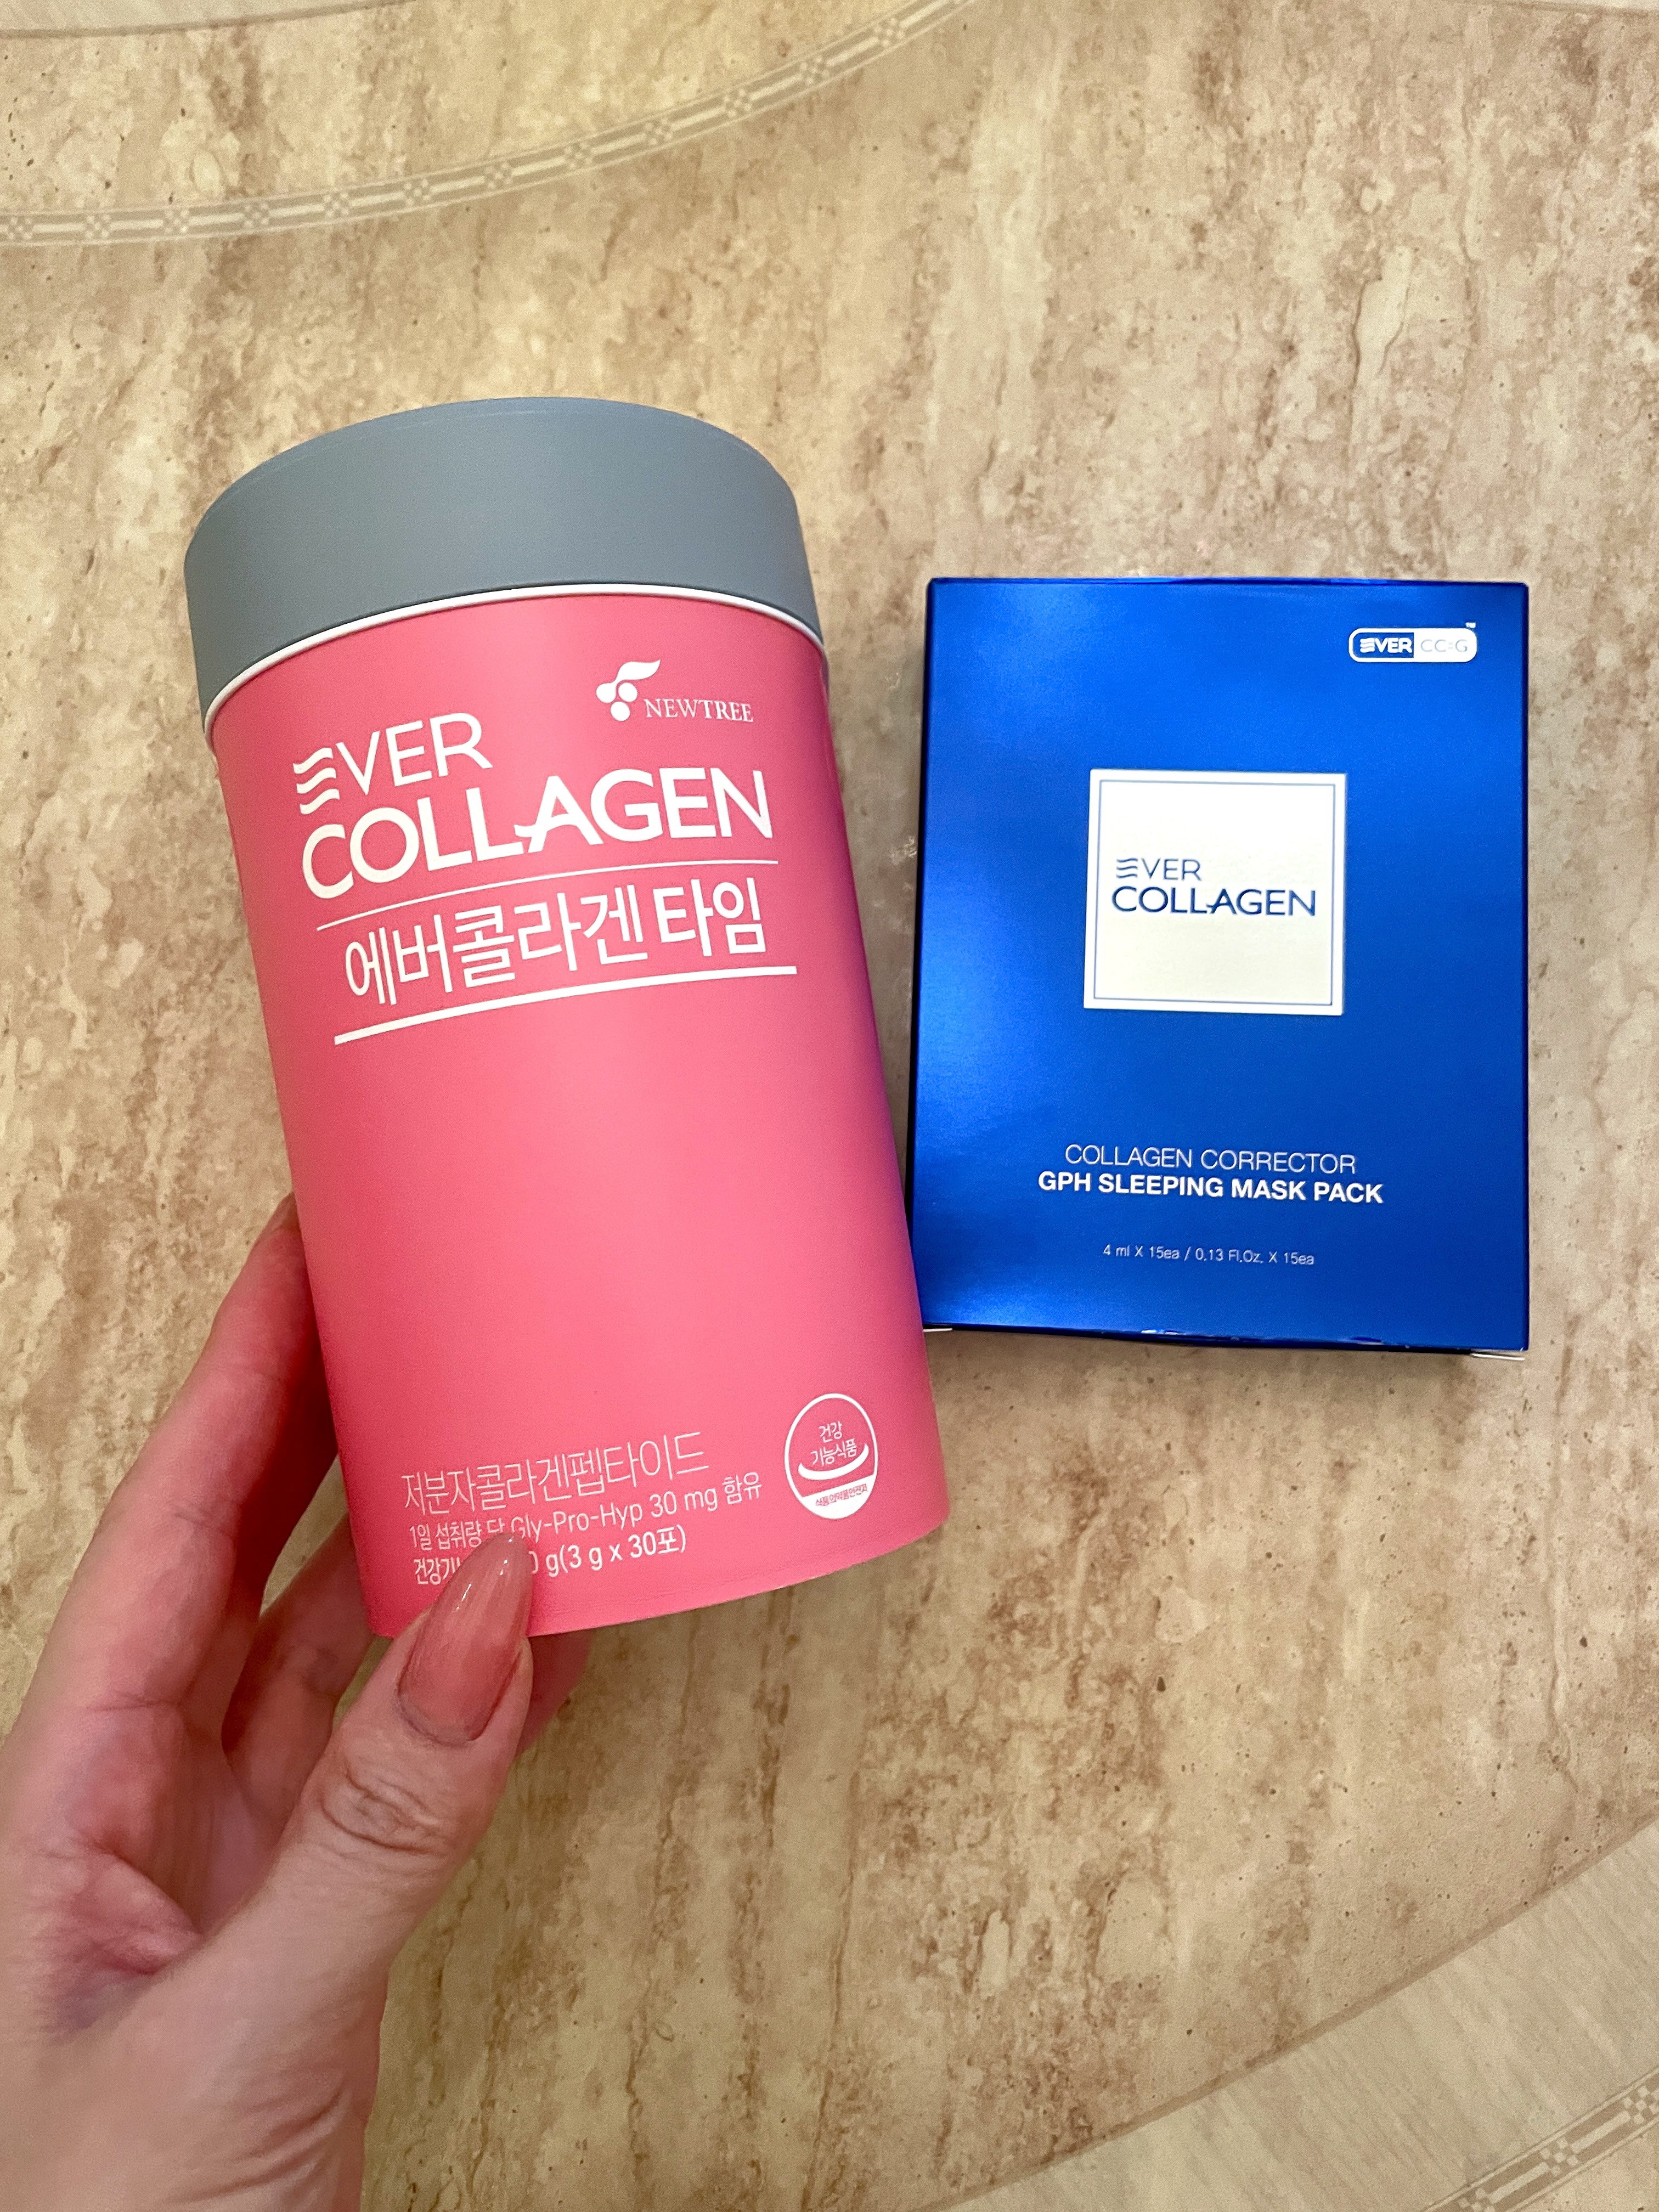 NEWTREE
EVER
COLLAGEN
에버콜라겐 타임
저분자콜라겐펩타이드
1일 섭취량 당 Gly-Pro-Hyp 30 mg 함유
g(3 g x 30포)
건강
기능식품
식품의약품안전처
EVER CC:G
TM
EVER
COLLAGEN
COLLAGEN CORRECTOR
GPH SLEEPING MASK PACK
4 ml X 15ea / 0.13 Fl.Oz. X 15ea